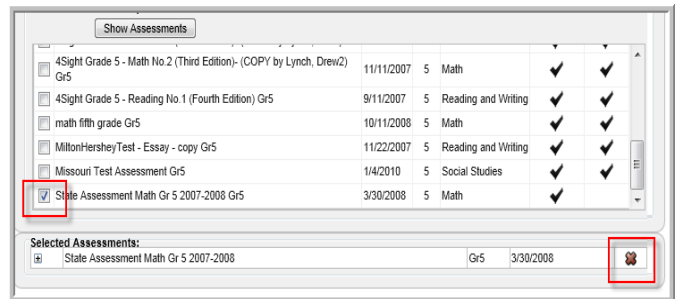 Show Assessments
4Sight Grade 5 - Math No.2 (Third Edition)- (COPY by Lynch, Drew2) 11/11/2007 5 Math
Gr5
4Sight Grade 5 - Reading No.1 (Fourth Edition) Gr5 9/11/2007 5 Reading and Writing
math fifth grade Gr5 10/11/2008 5 Math
MiltonHersheyTest - Essay - copy Gr5 11/22/2007 5 Reading and Writing
Missouri Test Assessment Gr5 1/4/2010 5 Social Studies
State Assessment Math Gr 5 2007-2008 Gr5 3/30/2008 5 Math
Selected Assessments:
State Assessment Math Gr 5 2007-2008 Gr5 3/30/2008